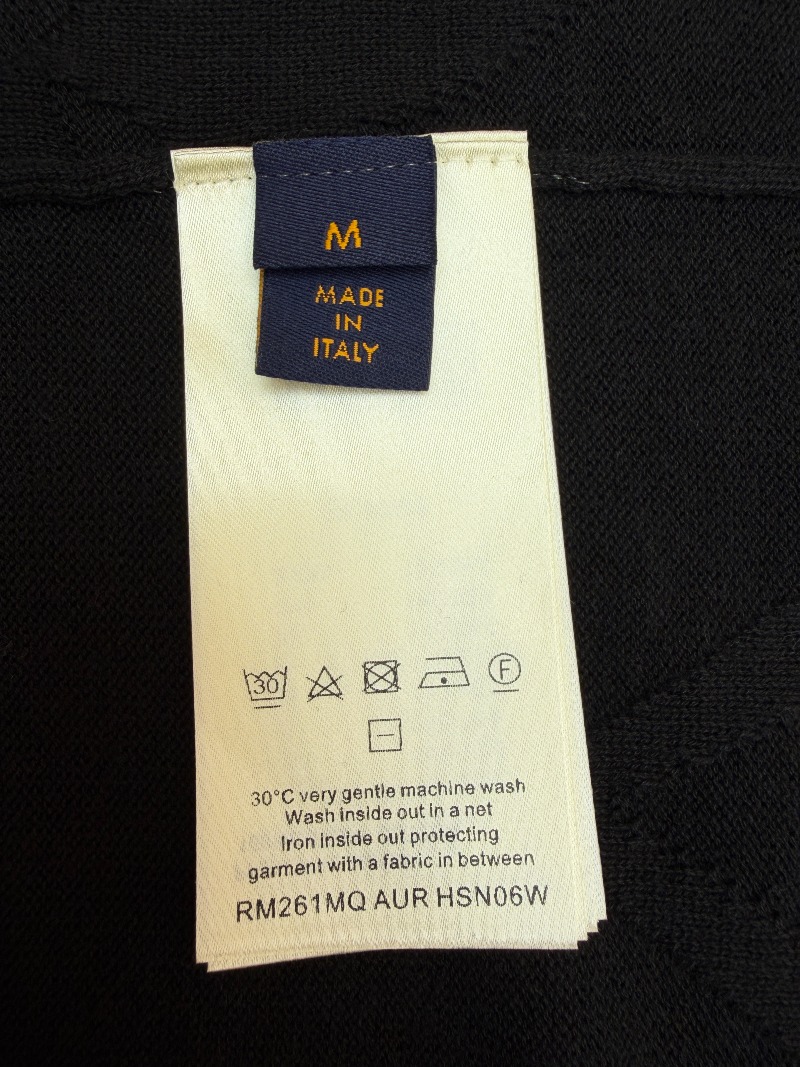 M
MADE
IN
ITALY
30 F
30°C very gentle machine wash
Wash inside out in a net
Iron inside out protecting
garment with a fabric in between
RM261MQ AUR HSN06W